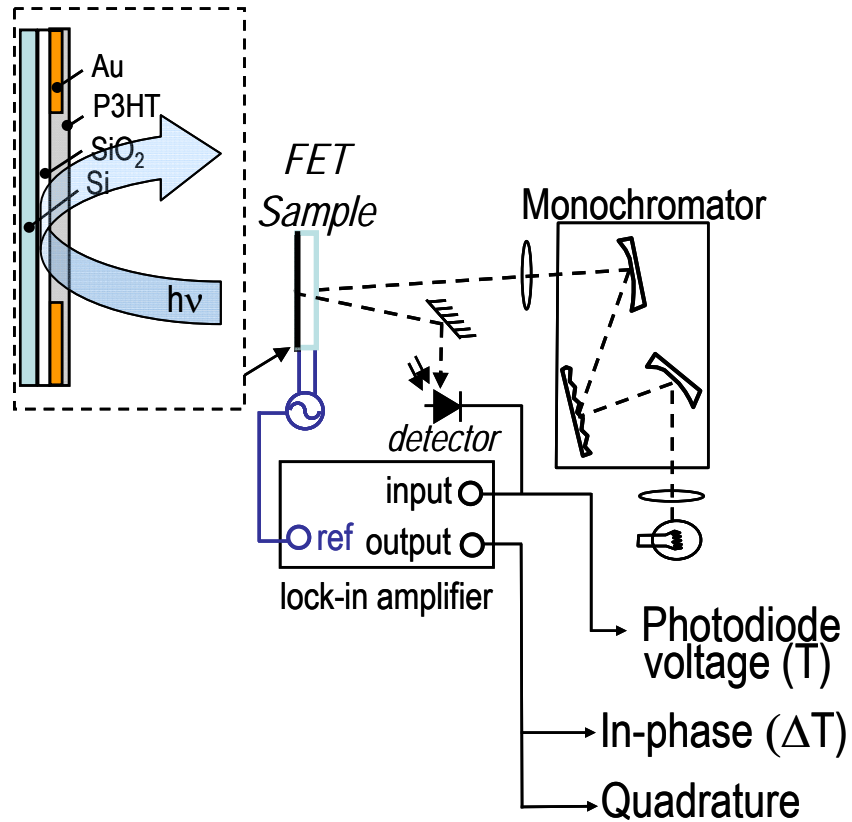 Au
P3HT
SiO₂
Si
hν
FET
Sample
Monochromator
detector
input
ref output
lock-in amplifier
Photodiode
voltage (T)
In-phase (ΔT)
Quadrature